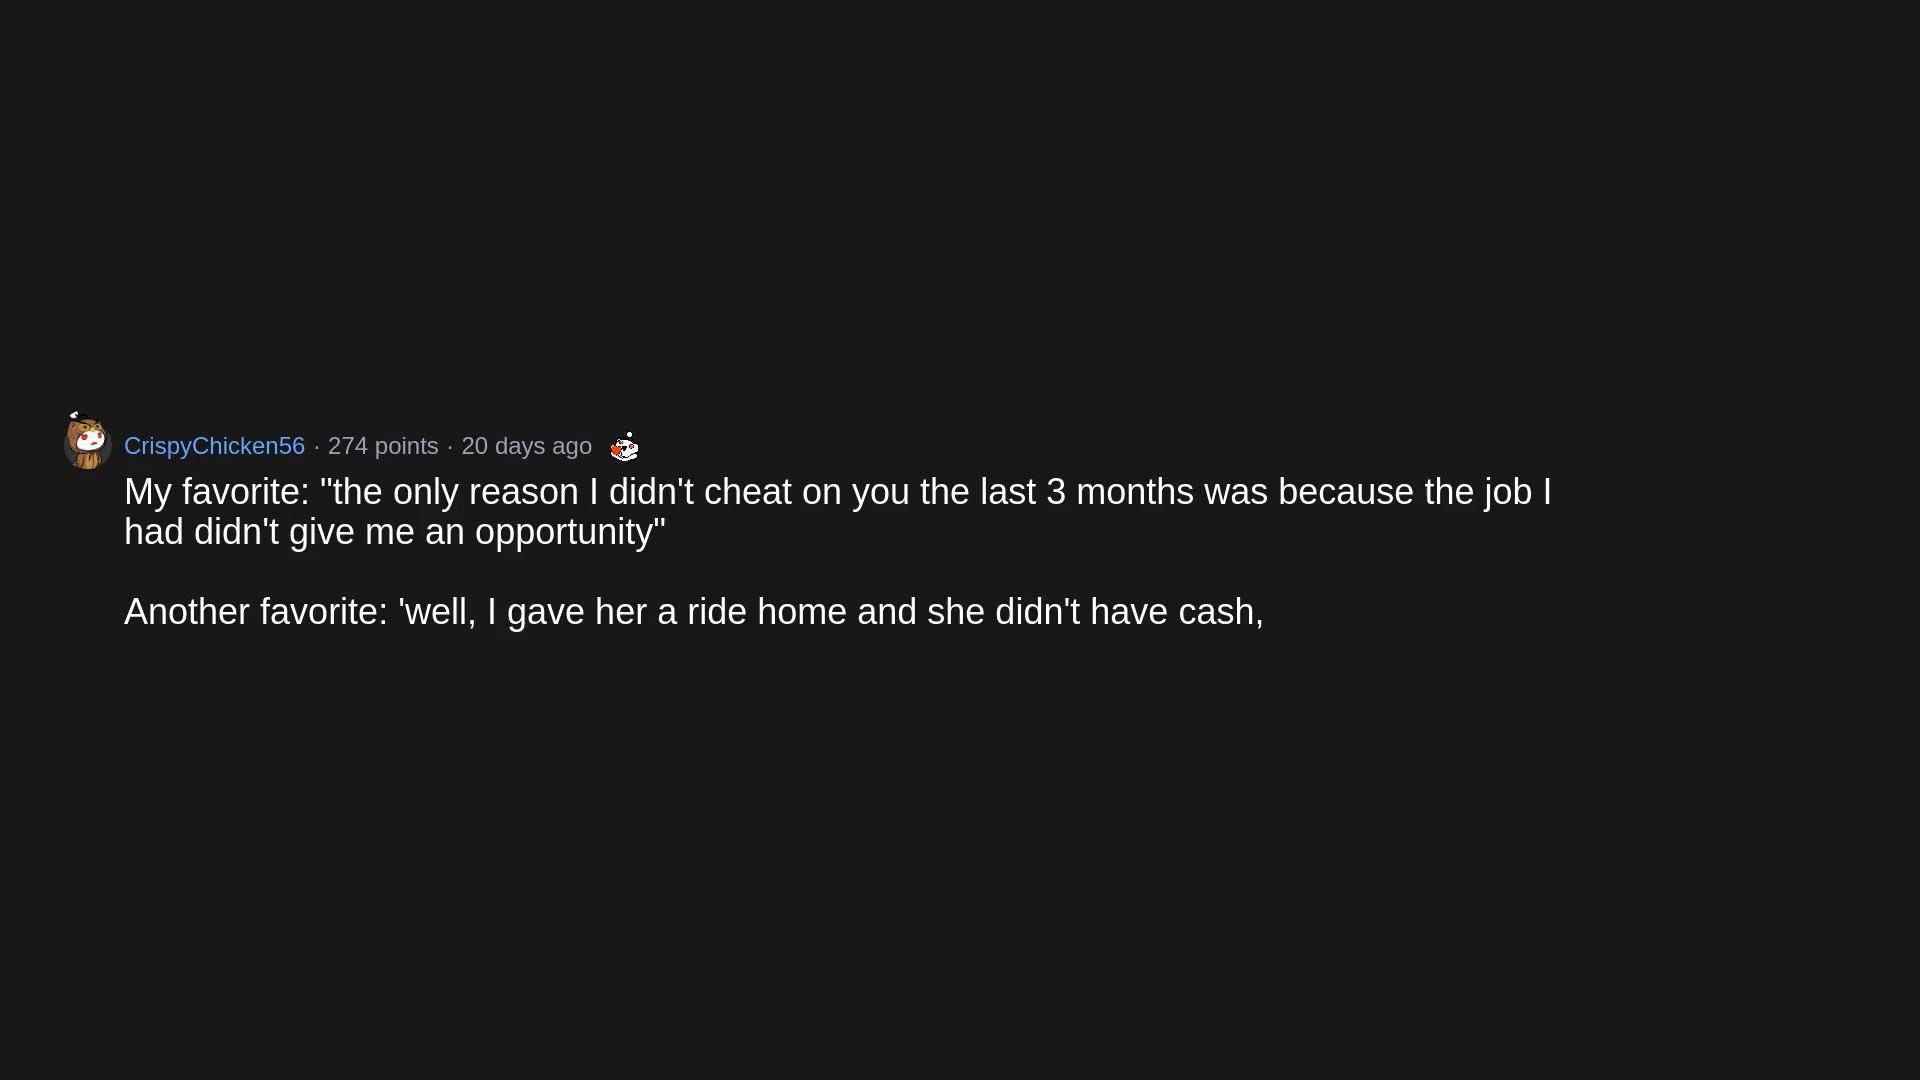 CrispyChicken56 · 274 points · 20 days ago
My favorite: "the only reason I didn't cheat on you the last 3 months was because the job I
had didn't give me an opportunity"
Another favorite: 'well, I gave her a ride home and she didn't have cash,